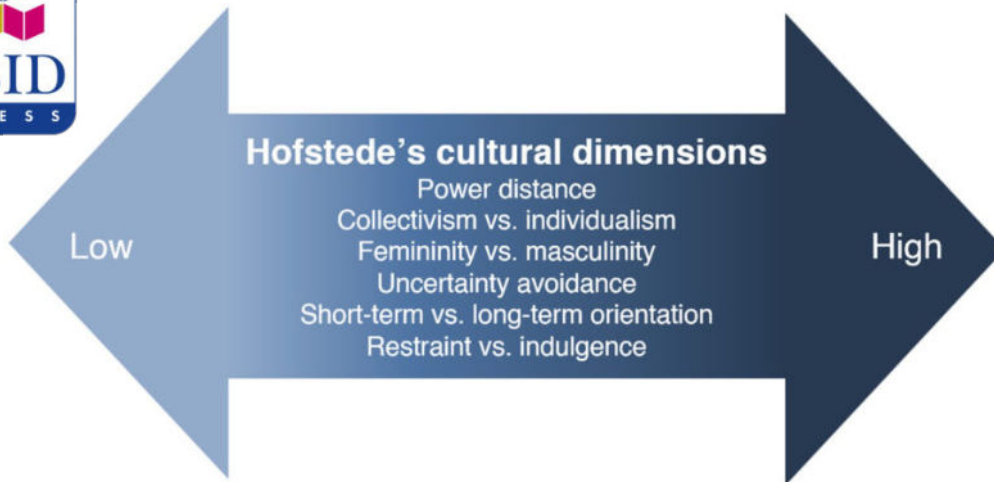 ID
E S S
Hofstede's cultural dimensions
Power distance
Collectivism vs. individualism
Low
Femininity vs. masculinity
High
Uncertainty avoidance
Short-term vs. long-term orientation
Restraint vs. indulgence